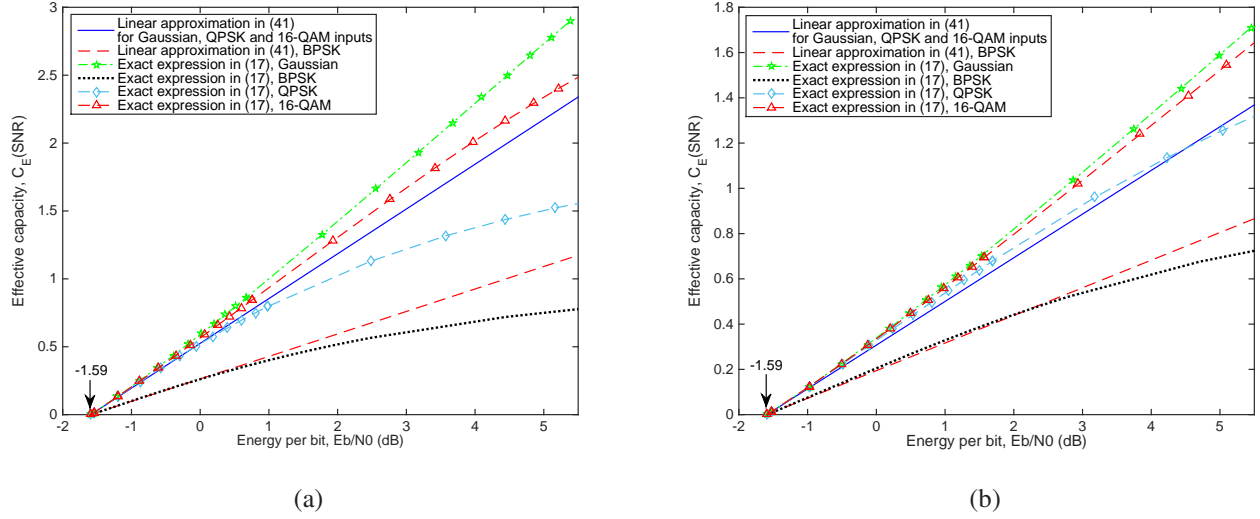 Linear approximation in (41)
for Gaussian, QPSK and 16-QAM inputs
Linear approximation in (41), BPSK
Exact expression in (17), Gaussian
Exact expression in (17), BPSK
Exact expression in (17), QPSK
Exact expression in (17), 16-QAM
Effective capacity, C_E(SNR)
3
2.5
2
1.5
1
0.5
0
-1.59
-2 -1 0 1 2 3 4 5
Energy per bit, Eb/N0 (dB)
(a)
Linear approximation in (41)
for Gaussian, QPSK and 16-QAM inputs
Linear approximation in (41), BPSK
Exact expression in (17), Gaussian
Exact expression in (17), BPSK
Exact expression in (17), QPSK
Exact expression in (17), 16-QAM
Effective capacity, C_E(SNR)
1.8
1.6
1.4
1.2
1
0.8
0.6
0.4
0.2
0
-1.59
-2 -1 0 1 2 3 4 5
Energy per bit, Eb/N0 (dB)
(b)